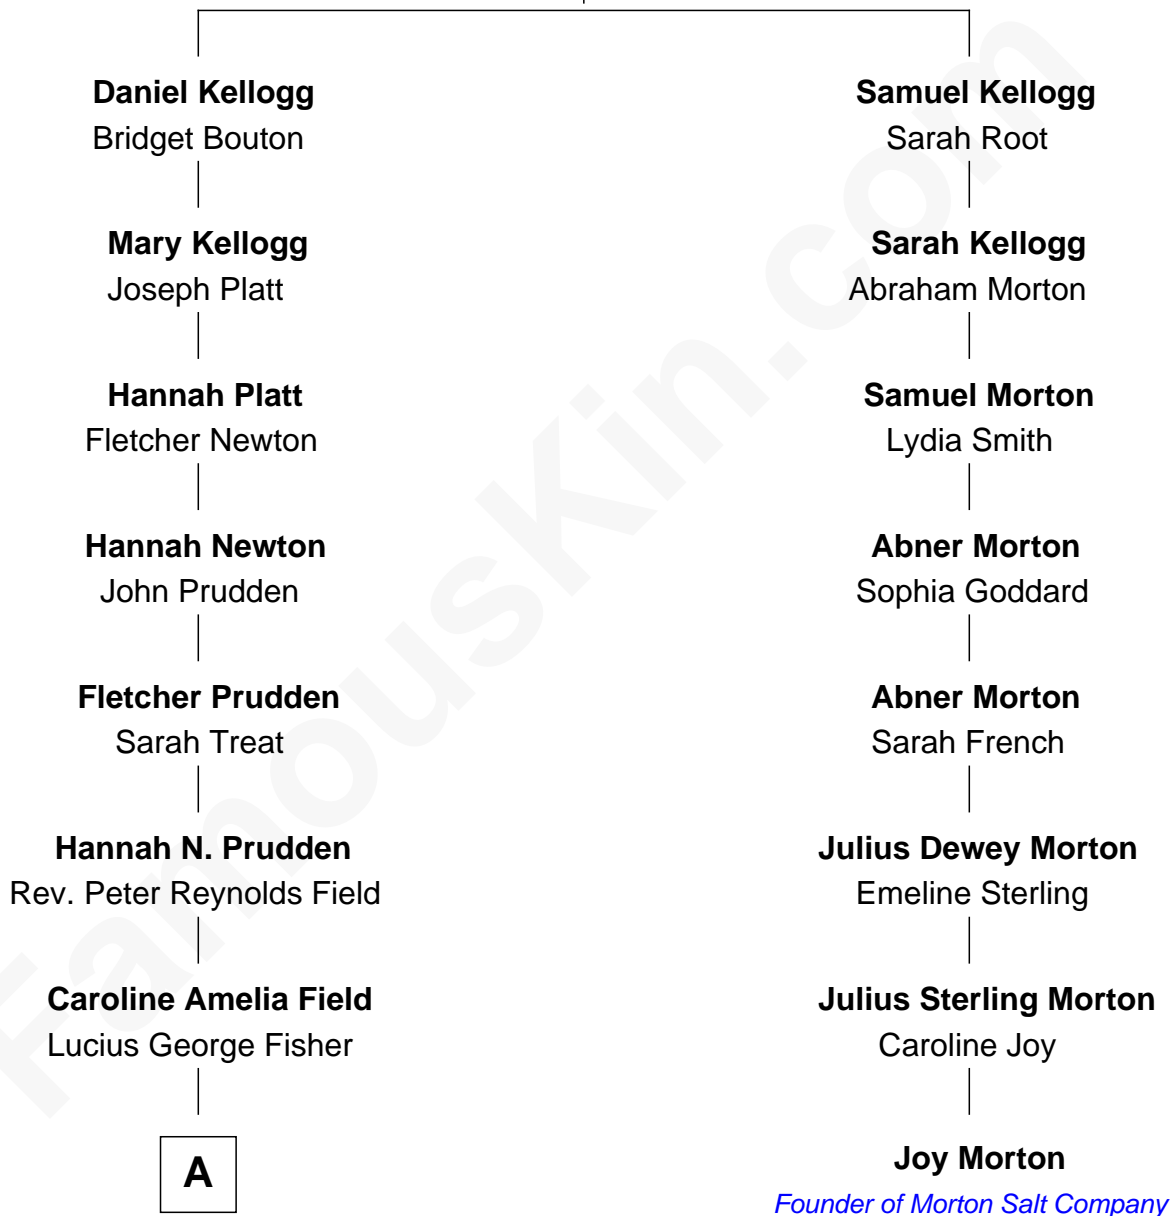 Daniel Kellogg
Bridget Bouton
Mary Kellogg
Joseph Platt
Hannah Platt
Fletcher Newton
Hannah Newton
John Prudden
Fletcher Prudden
Sarah Treat
Hannah N. Prudden
Rev. Peter Reynolds Field
Caroline Amelia Field
Lucius George Fisher
A
Samuel Kellogg
Sarah Root
Sarah Kellogg
Abraham Morton
Samuel Morton
Lydia Smith
Abner Morton
Sophia Goddard
Abner Morton
Sarah French
Julius Dewey Morton
Emeline Sterling
Julius Sterling Morton
Caroline Joy
Joy Morton
Founder of Morton Salt Company
FamousKin.com